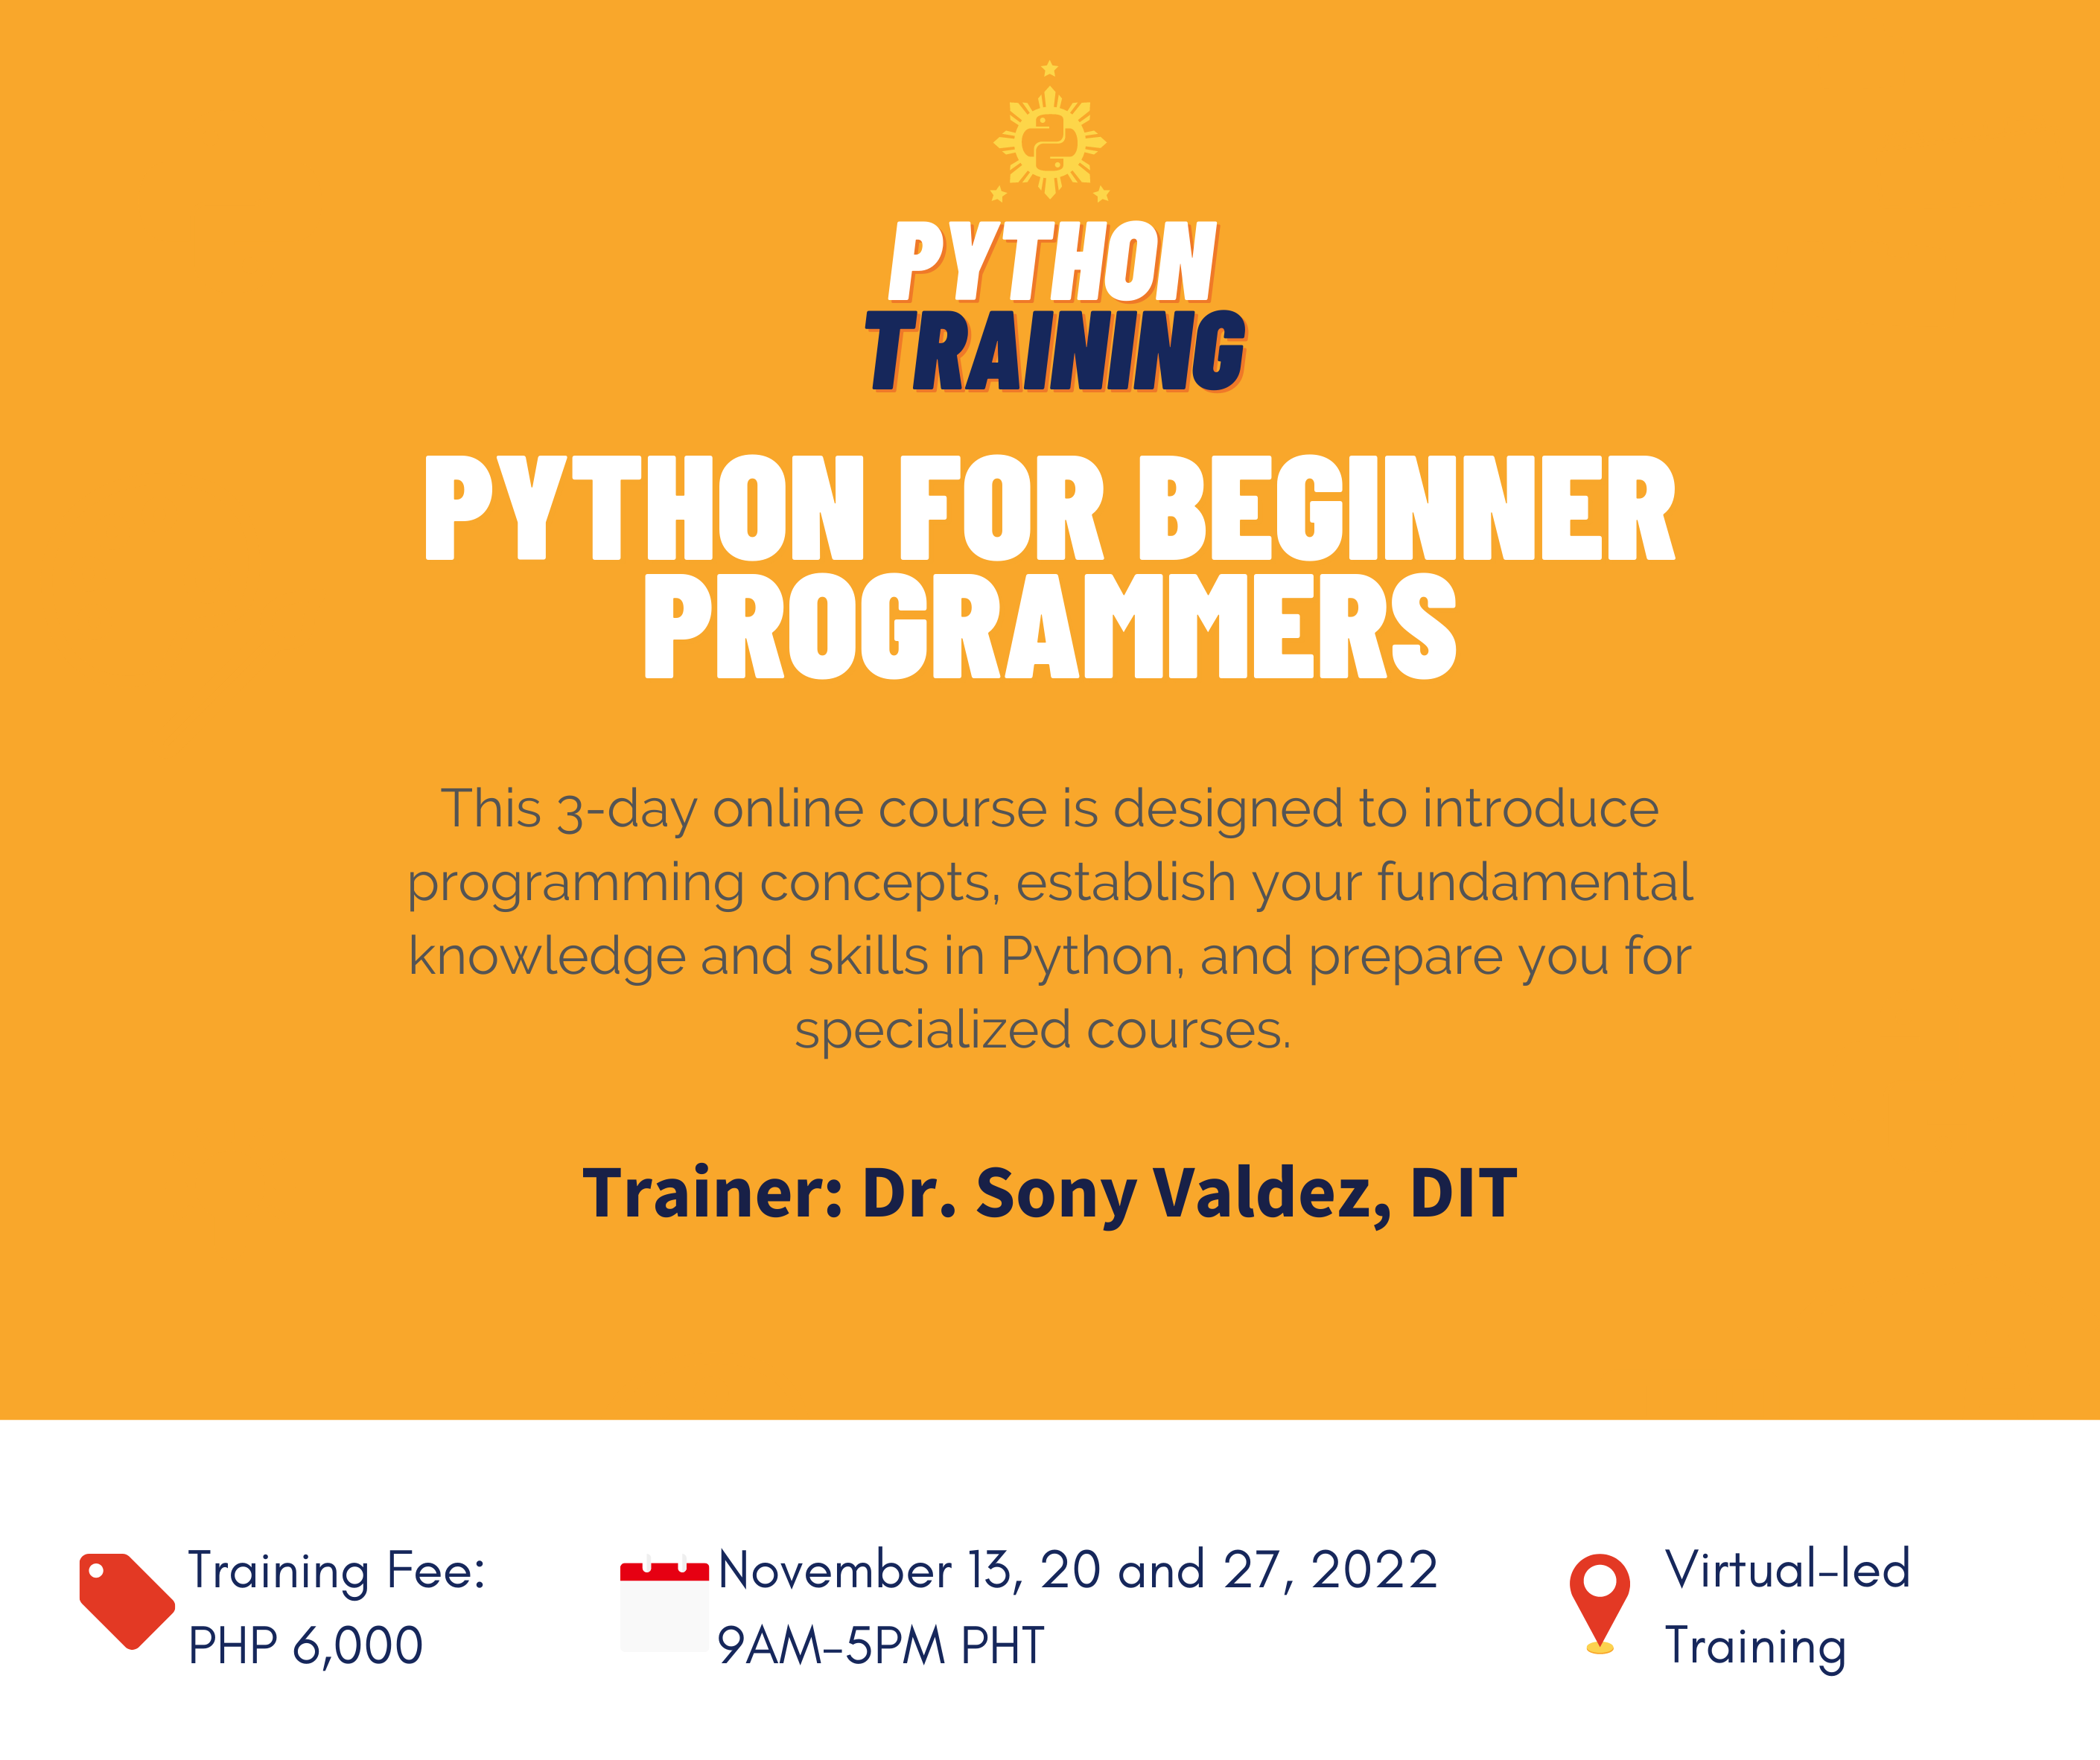 PYTHON
TRAINING
PYTHON FOR BEGINNER
PROGRAMMERS
This 3-day online course is designed to introduce
programming concepts, establish your fundamental
knowledge and skills in Python, and prepare you for
specialized courses.
Trainer: Dr. Sony Valdez, DIT
Training Fee:
PHP 6,000
November 13, 20 and 27, 2022
9AM-5PM PHT
Virtual-led
Training